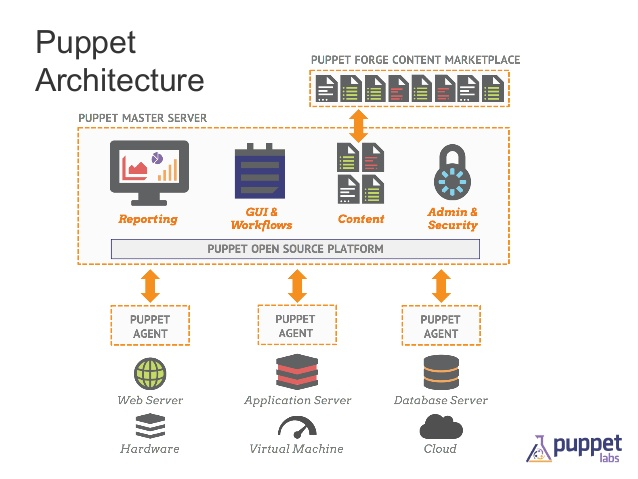 Puppet
Architecture
PUPPET FORGE CONTENT MARKETPLACE
PUPPET MASTER SERVER
Reporting
GUI &
Workflows
Content
Admin &
Security
PUPPET OPEN SOURCE PLATFORM
PUPPET
AGENT
PUPPET
AGENT
PUPPET
AGENT
Web Server
Application Server
Database Server
Hardware
Virtual Machine
Cloud
puppet
labs